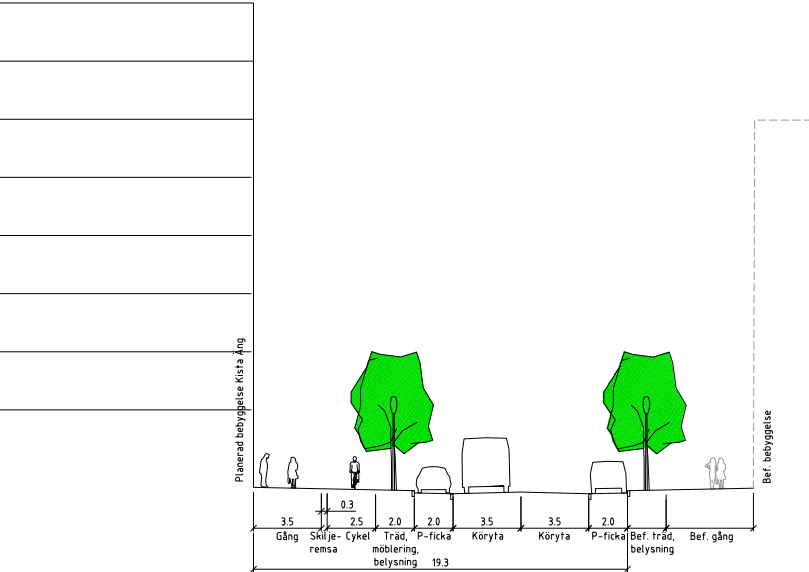 Planerad bebyggelse Kista Äng
Bef. bebyggelse
0.3
3.5 2.5 2.0 2.0 3.5 3.5 2.0
Gång Skilje- Cykel Träd, P-ficka Köryta Köryta P-ficka Bef. träd, Bef. gång
remsa möblering, belysning
belysning 19.3